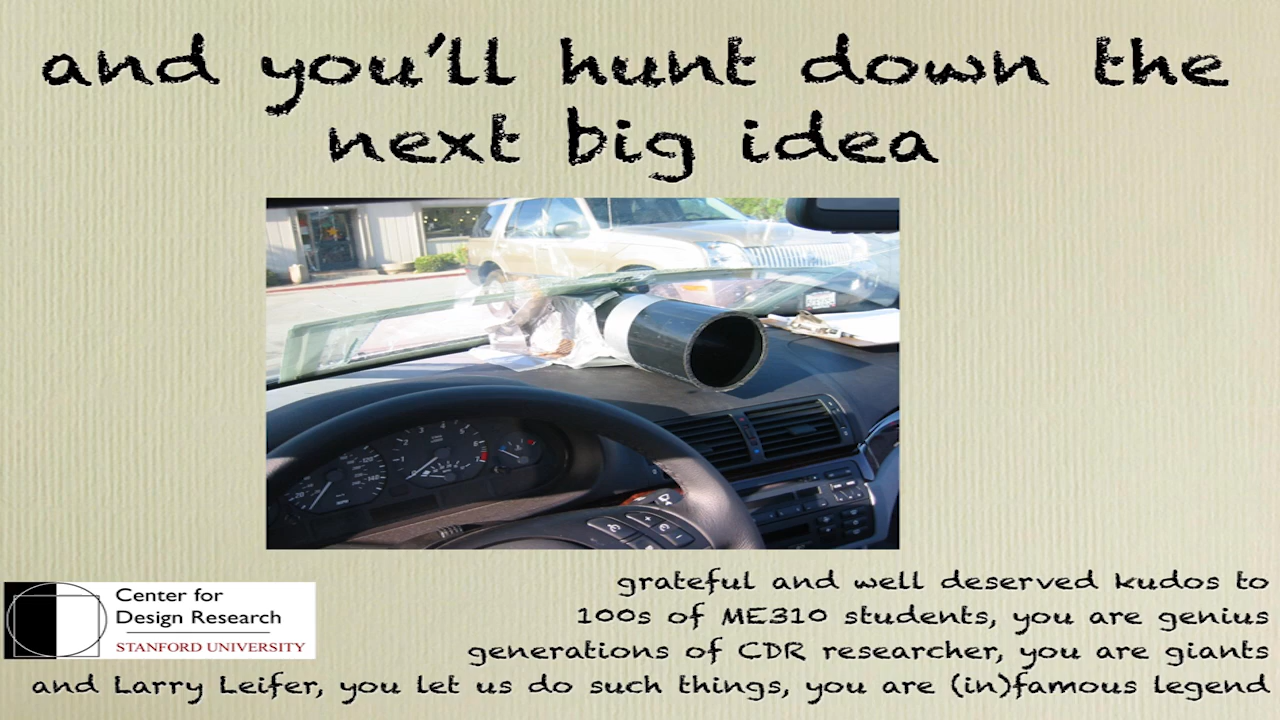 and you’ll hunt down the
next big idea
Center for
Design Research
STANFORD UNIVERSITY
grateful and well deserved kudos to
100s of ME310 students, you are genius
generations of CDR researcher, you are giants
and Larry Leifer, you let us do such things, you are (in)famous legend